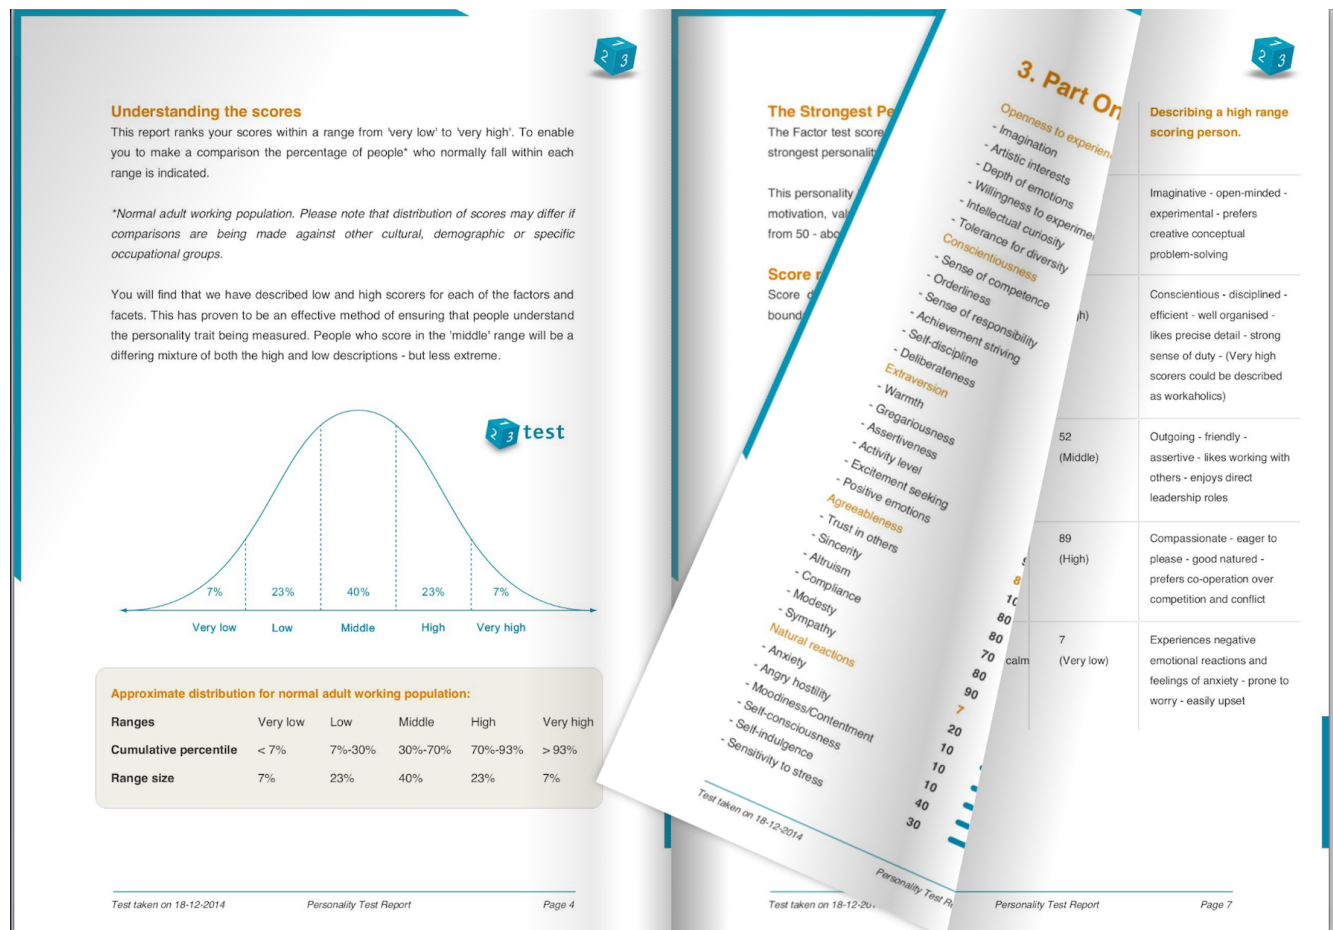 1
2 3
Understanding the scores
This report ranks your scores within a range from 'very low' to 'very high'. To enable
you to make a comparison the percentage of people* who normally fall within each
range is indicated.
*Normal adult working population. Please note that distribution of scores may differ if
comparisons are being made against other cultural, demographic or specific
occupational groups.
You will find that we have described low and high scorers for each of the factors and
facets. This has proven to be an effective method of ensuring that people understand
the personality trait being measured. People who score in the 'middle' range will be a
differing mixture of both the high and low descriptions - but less extreme.
1
2 3 test
7% 23% 40% 23% 7%
Very low Low Middle High Very high
Approximate distribution for normal adult working population:
Ranges Very low Low Middle High Very high
Cumulative percentile < 7% 7%-30% 30%-70% 70%-93% > 93%
Range size 7% 23% 40% 23% 7%
Test taken on 18-12-2014 Personality Test Report Page 4
The Strongest
The Factor test
strongest
This personality
motivation,
from 50 -
Score
Score
Test taken on
3. Part
Openness to
- Imagination
- Artistic interests
- Depth of emotions
- Willingness to
- Intellectual curiosity
- Tolerance for diversity
Conscientiousness
- Sense of competence
- Orderliness
- Sense of responsibility
- Achievement striving
- Self-discipline
- Deliberateness
Extraversion
- Warmth
- Gregariousness
- Assertiveness
- Activity level
- Excitement seeking
- Positive emotions
Agreeableness
- Trust in others
- Sincerity
- Altruism
- Compliance
- Modesty
- Sympathy
Natural reactions
- Anxiety
- Angry hostility
- Moodiness/Contentment
- Self-consciousness
- Self-indulgence
- Sensitivity to stress
80
80
70
80
90
7
20
10
10
10
40
30
Test taken on 18-12-2014
Personality Test
1
2 3
Describing a high range
scoring person.
Imaginative - open-minded -
experimental - prefers
creative conceptual
problem-solving
Conscientious - disciplined -
efficient - well organised -
likes precise detail - strong
sense of duty - (Very high
scorers could be described
as workaholics)
52
(Middle)
Outgoing - friendly -
assertive - likes working with
others - enjoys direct
leadership roles
89
(High)
Compassionate - eager to
please - good natured -
prefers co-operation over
competition and conflict
calm
7
(Very low)
Experiences negative
emotional reactions and
feelings of anxiety - prone to
worry - easily upset
Personality Test Report Page 7